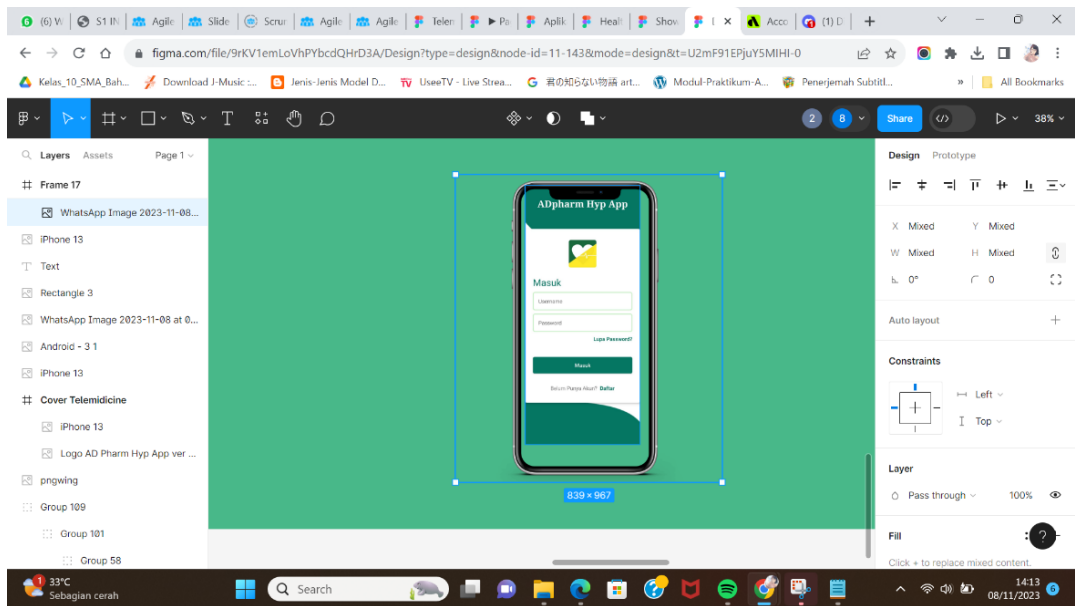 (6) W
S1 IN
Agile
Slide
Scrur
Agile
Agile
Telen
Pa
Aplik
Healt
Shov
Acco
(1) D
figma.com/file/9rKV1emLoVhPYbcdQHrD3A/Design?type=design&node-id=11-143&mode=design&t=U2mF91EPjuY5MIHI-0
Kelas_10_SMA_Bah...
Download J-Music :...
Jenis-Jenis Model D...
UseeTV - Live Strea...
君の知らない物語 art...
Modul-Praktikum-A...
Penerjemah Subtitl...
»
All Bookmarks
2
8
Share
38%
Layers Assets Page 1
Frame 17
WhatsApp Image 2023-11-08...
iPhone 13
Text
Rectangle 3
WhatsApp Image 2023-11-08 at 0...
Android - 3 1
iPhone 13
Cover Telemidicine
iPhone 13
Logo AD Pharm Hyp App ver ...
pngwing
Group 109
Group 101
Group 58
ADpharm Hyp App
Masuk
Username
Password
Lupa Password?
Masuk
Belum Punya Akun? Daftar
839 × 967
Design Prototype
X Mixed Y Mixed
W Mixed H Mixed
0° 0
Auto layout
Constraints
Left
Top
Layer
Pass through 100%
Fill
?
Click + to replace mixed content.
1
33°C
Sebagian cerah
Search
14:13
08/11/2023
6